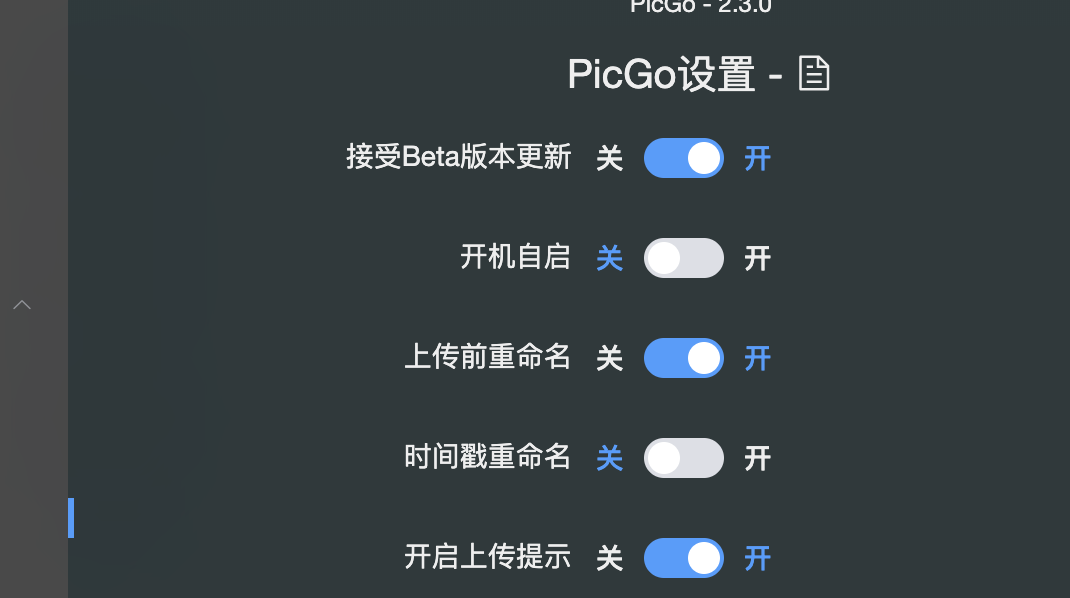 PicGo - 2.3.0
PicGo设置 -
接受Beta版本更新 关 开
开机自启 关 开
上传前重命名 关 开
时间戳重命名 关 开
开启上传提示 关 开